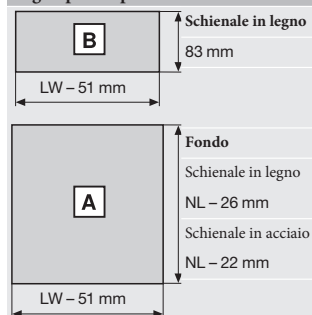 B
Schienale in legno
83 mm
LW – 51 mm
A
Fondo
Schienale in legno
NL – 26 mm
Schienale in acciaio
NL – 22 mm
LW – 51 mm